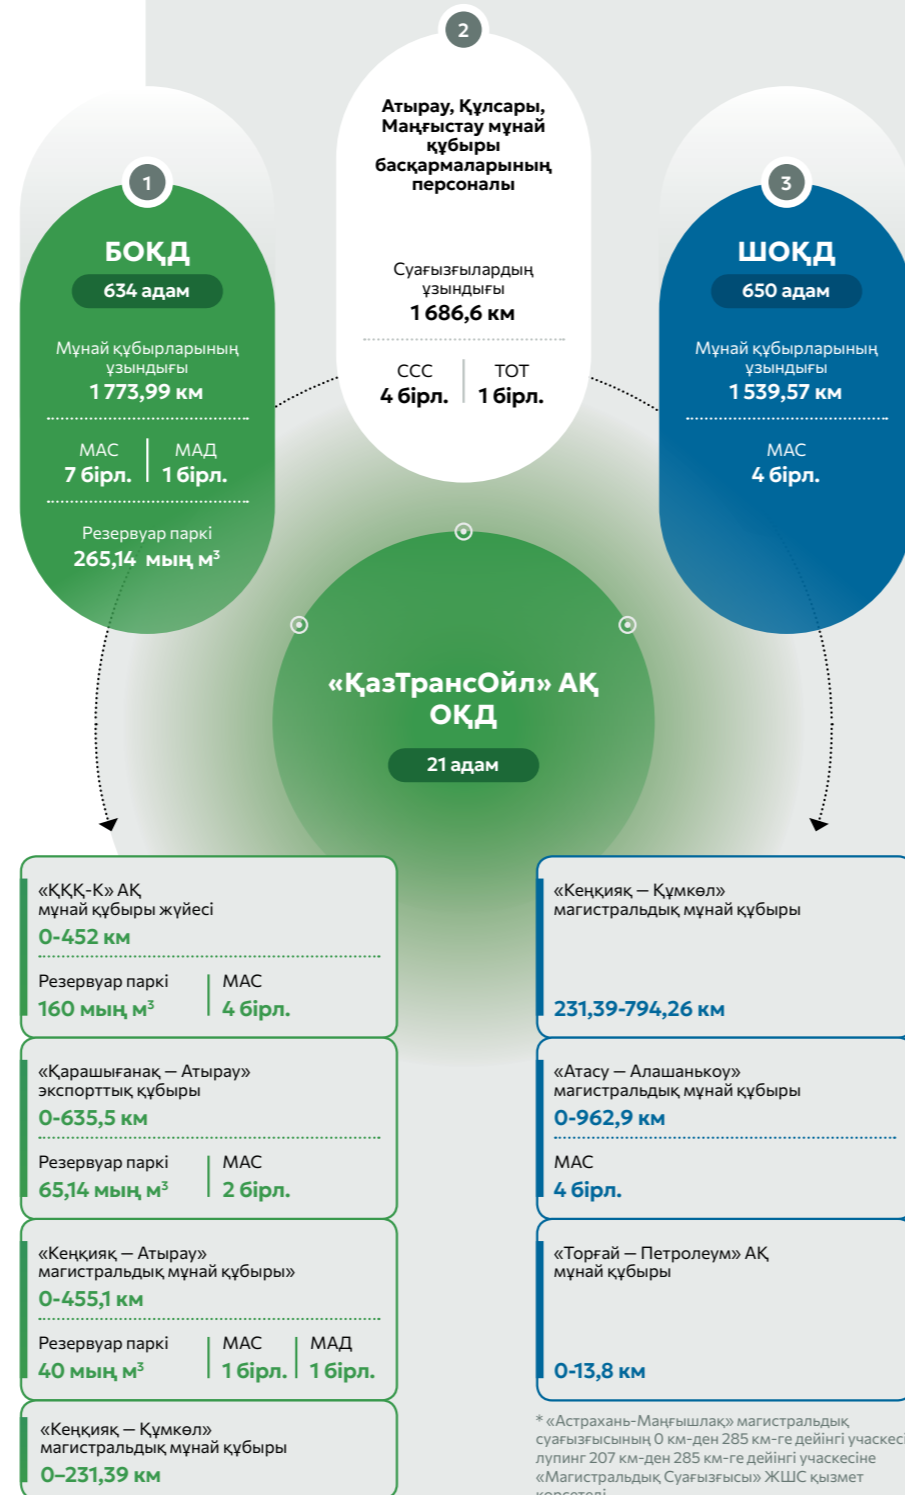 2
Атырау, Құлсары,
Маңғыстау мұнай
құбыры
басқармаларының
персоналы
Суағызғылардың
ұзындығы
1 686,6 км
ССС
4 бірл.
ТОТ
1 бірл.
1
БОҚД
634 адам
Мұнай құбырларының
ұзындығы
1 773,99 км
МАС
7 бірл.
МАД
1 бірл.
Резервуар паркі
265,14 мың м³
3
ШОҚД
650 адам
Мұнай құбырларының
ұзындығы
1 539,57 км
МАС
4 бірл.
«ҚазТрансОйл» АҚ
ОҚД
21 адам
«ҚҚҚ-К» АҚ
мұнай құбыры жүйесі
0-452 км
Резервуар паркі
160 мың м³
МАС
4 бірл.
«Қарашығанақ — Атырау»
экспорттық құбыры
0-635,5 км
Резервуар паркі
65,14 мың м³
МАС
2 бірл.
«Кеңкияк — Атырау»
магистральдық мұнай құбыры»
0-455,1 км
Резервуар паркі
40 мың м³
МАС
1 бірл.
МАД
1 бірл.
«Кеңкияқ — Құмкөл»
магистральдық мұнай құбыры
0–231,39 км
«Кеңқияқ — Құмкөл»
магистральдық мұнай құбыры
231,39-794,26 км
«Атасу — Алашанькоу»
магистральдық мұнай құбыры
0-962,9 км
МАС
4 бірл.
«Торғай — Петролеум» АҚ
мұнай құбыры
0-13,8 км
* «Астрахань-Маңғышлақ» магистральдық
суағызғысының 0 км-ден 285 км-ге дейінгі учаскесі
лупинг 207 км-ден 285 км-ге дейінгі учаскесіне
«Магистральдық Суағызғысы» ЖШС қызмет
көрсетеді